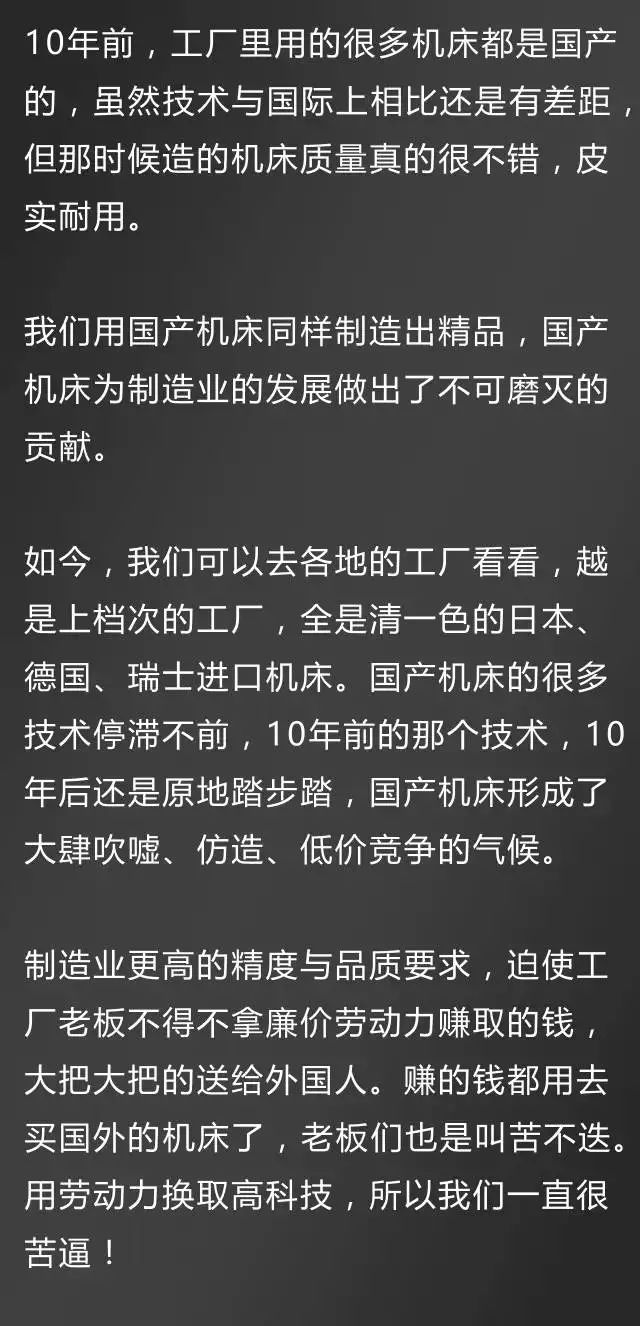 10年前，工厂里用的很多机床都是国产
的，虽然技术与国际上相比还是有差距，
但那时候造的机床质量真的很不错，皮
实耐用。
我们用国产机床同样制造出精品，国产
机床为制造业的发展做出了不可磨灭的
贡献。
如今，我们可以去各地的工厂看看，越
是上档次的工厂，全是清一色的日本、
德国、瑞士进口机床。国产机床的很多
技术停滞不前，10年前的那个技术，10
年后还是原地踏步踏，国产机床形成了
大肆吹嘘、仿造、低价竞争的气候。
制造业更高的精度与品质要求，迫使工
厂老板不得不拿廉价劳动力赚取的钱，
大把大把的送给外国人。赚的钱都用去
买国外的机床了，老板们也是叫苦不迭。
用劳动力换取高科技，所以我们一直很
苦逼！